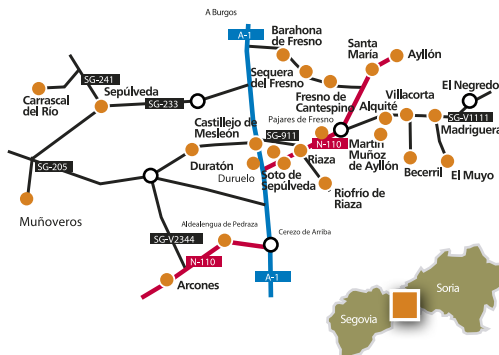 A Burgos
A-1
Barahona
de Fresno
Santa
María
Ayllón
SG-241
Sequera
del Fresno
N-110
Carrascal
del Río
Sepúlveda
SG-233
Fresno de
Cantespino
Villacorta
El Negredo
Castillejo de
Mesleón
Pajares de Fresno
Alquité
SG-V1111
Madriguera
SG-911
N-110
SG-205
Duratón
Duruelo
Soto de
Sepúlveda
Riaza
Martín
Muñoz
de Ayllón
Becerril
El Muyo
Riofrío de
Riaza
Muñoveros
Aldealengua de Pedraza
SG-V2344
Cerezo de Arriba
N-110
Arcones
A-1
Soria
Segovia